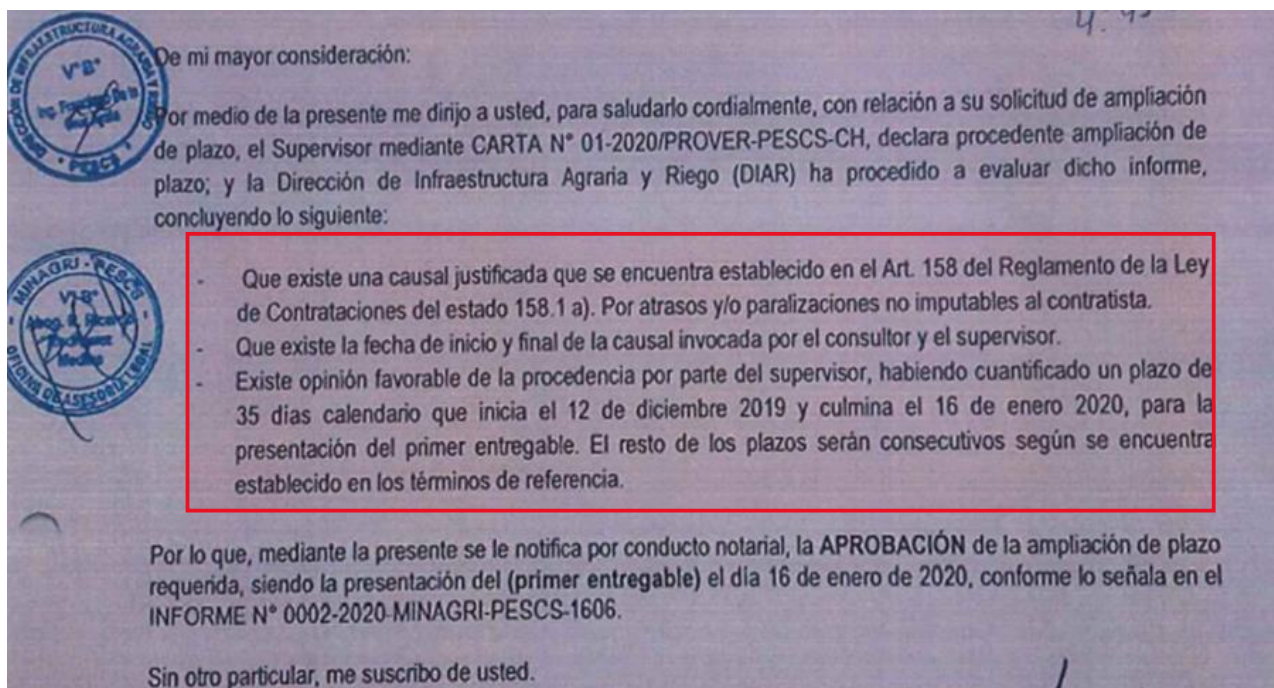 De mi mayor consideración:
Por medio de la presente me dirijo a usted, para saludarlo cordialmente, con relación a su solicitud de ampliación
de plazo, el Supervisor mediante CARTA N° 01-2020/PROVER-PESCS-CH, declara procedente ampliación de
plazo; y la Dirección de Infraestructura Agraria y Riego (DIAR) ha procedido a evaluar dicho informe,
concluyendo lo siguiente:
- Que existe una causal justificada que se encuentra establecido en el Art. 158 del Reglamento de la Ley
de Contrataciones del estado 158.1 a). Por atrasos y/o paralizaciones no imputables al contratista.
- Que existe la fecha de inicio y final de la causal invocada por el consultor y el supervisor.
- Existe opinión favorable de la procedencia por parte del supervisor, habiendo cuantificado un plazo de
35 días calendario que inicia el 12 de diciembre 2019 y culmina el 16 de enero 2020, para la
presentación del primer entregable. El resto de los plazos serán consecutivos según se encuentra
establecido en los términos de referencia.
Por lo que, mediante la presente se le notifica por conducto notarial, la APROBACIÓN de la ampliación de plazo
requerida, siendo la presentación del (primer entregable) el día 16 de enero de 2020, conforme lo señala en el
INFORME N° 0002-2020-MINAGRI-PESCS-1606.
Sin otro particular, me suscribo de usted.
DIRECCIÓN DE INFRAESTRUCTURA AGRARIA Y RIEGO
V°B°
Ing.
PESCS
MINAGRI - PESCS
V°B°
Abog.
OFICINA DE ASESORIA LEGAL